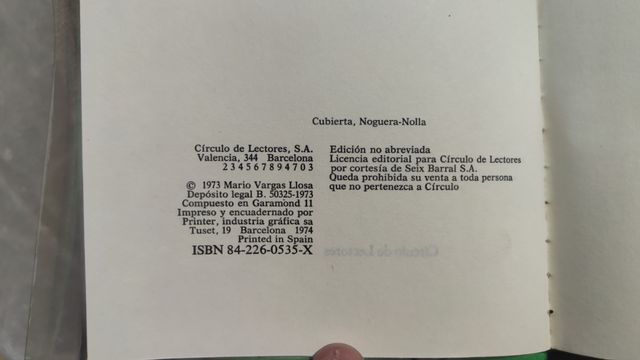 Cubierta, Noguera-Nolla
Círculo de Lectores, S.A.
Valencia, 344 Barcelona
2 3 4 5 6 7 8 9 4 7 0 3
© 1973 Mario Vargas Llosa
Depósito legal B. 50325-1973
Compuesto en Garamond 11
Impreso y encuadernado por
Printer, industria gráfica sa
Tuset, 19 Barcelona 1974
Printed in Spain
ISBN 84-226-0535-X
Edición no abreviada
Licencia editorial para Círculo de Lectores
por cortesía de Seix Barral S.A.
Queda prohibida su venta a toda persona
que no pertenezca a Círculo
Círculo de Lectores